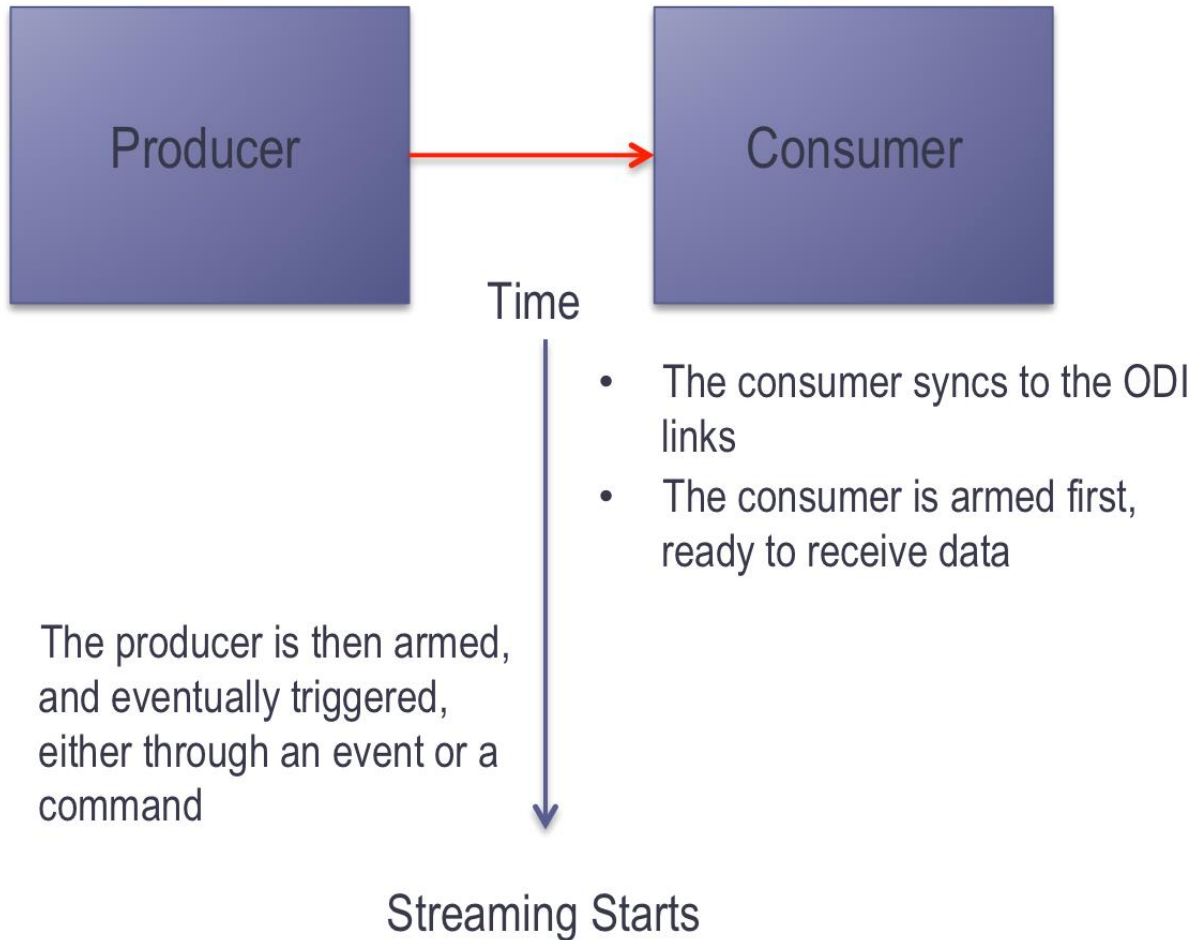 Producer
Consumer
Time
• The consumer syncs to the ODI
links
• The consumer is armed first,
ready to receive data
The producer is then armed,
and eventually triggered,
either through an event or a
command
Streaming Starts